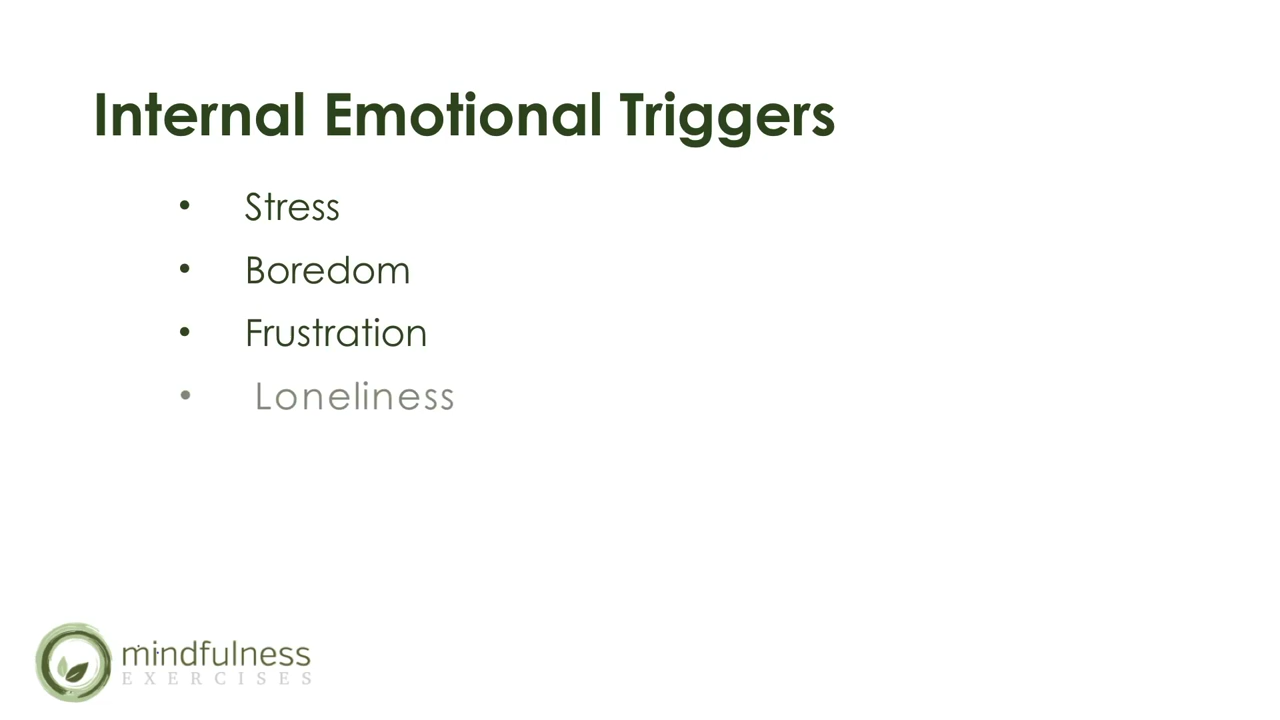 Internal Emotional Triggers
• Stress
• Boredom
• Frustration
• Loneliness
mindfulness
EXERCISES